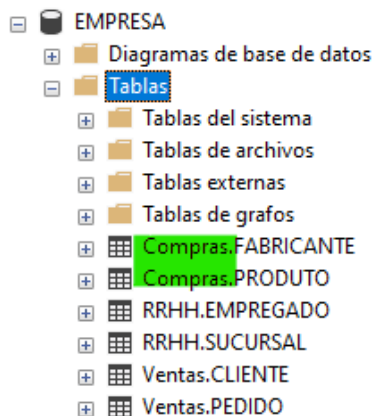 EMPRESA
Diagramas de base de datos
Tablas
Tablas del sistema
Tablas de archivos
Tablas externas
Tablas de grafos
Compras.FABRICANTE
Compras.PRODUTO
RRHH.EMPREGADO
RRHH.SUCURSAL
Ventas.CLIENTE
Ventas.PEDIDO